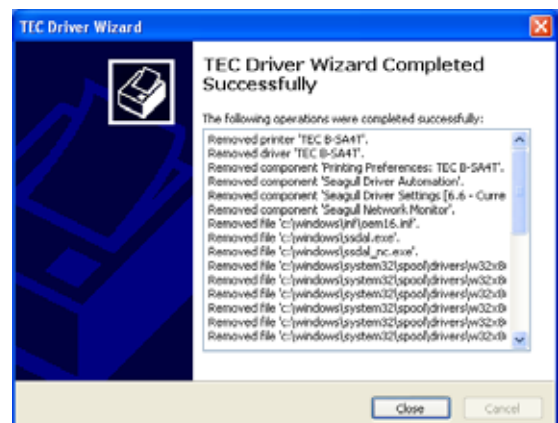 TEC Driver Wizard
TEC Driver Wizard Completed
Successfully
The following operations were completed successfully:
Removed printer 'TEC B-SA4T'.
Removed driver 'TEC B-SA4T'.
Removed component 'Printing Preferences: TEC B-SA4T'.
Removed component 'Seagull Driver Automation'.
Removed component 'Seagull Driver Settings [6.6 - Curre
Removed component 'Seagull Network Monitor'.
Removed file 'c:\windows\inf\oem16.inf'.
Removed file 'c:\windows\ssdal.exe'.
Removed file 'c:\windows\ssdal_nc.exe'.
Removed file 'c:\windows\system32\spool\drivers\w32x8
Removed file 'c:\windows\system32\spool\drivers\w32x8
Removed file 'c:\windows\system32\spool\drivers\w32x8
Removed file 'c:\windows\system32\spool\drivers\w32x8
Removed file 'c:\windows\system32\spool\drivers\w32x8
Removed file 'c:\windows\system32\spool\drivers\w32x8
Close
Cancel